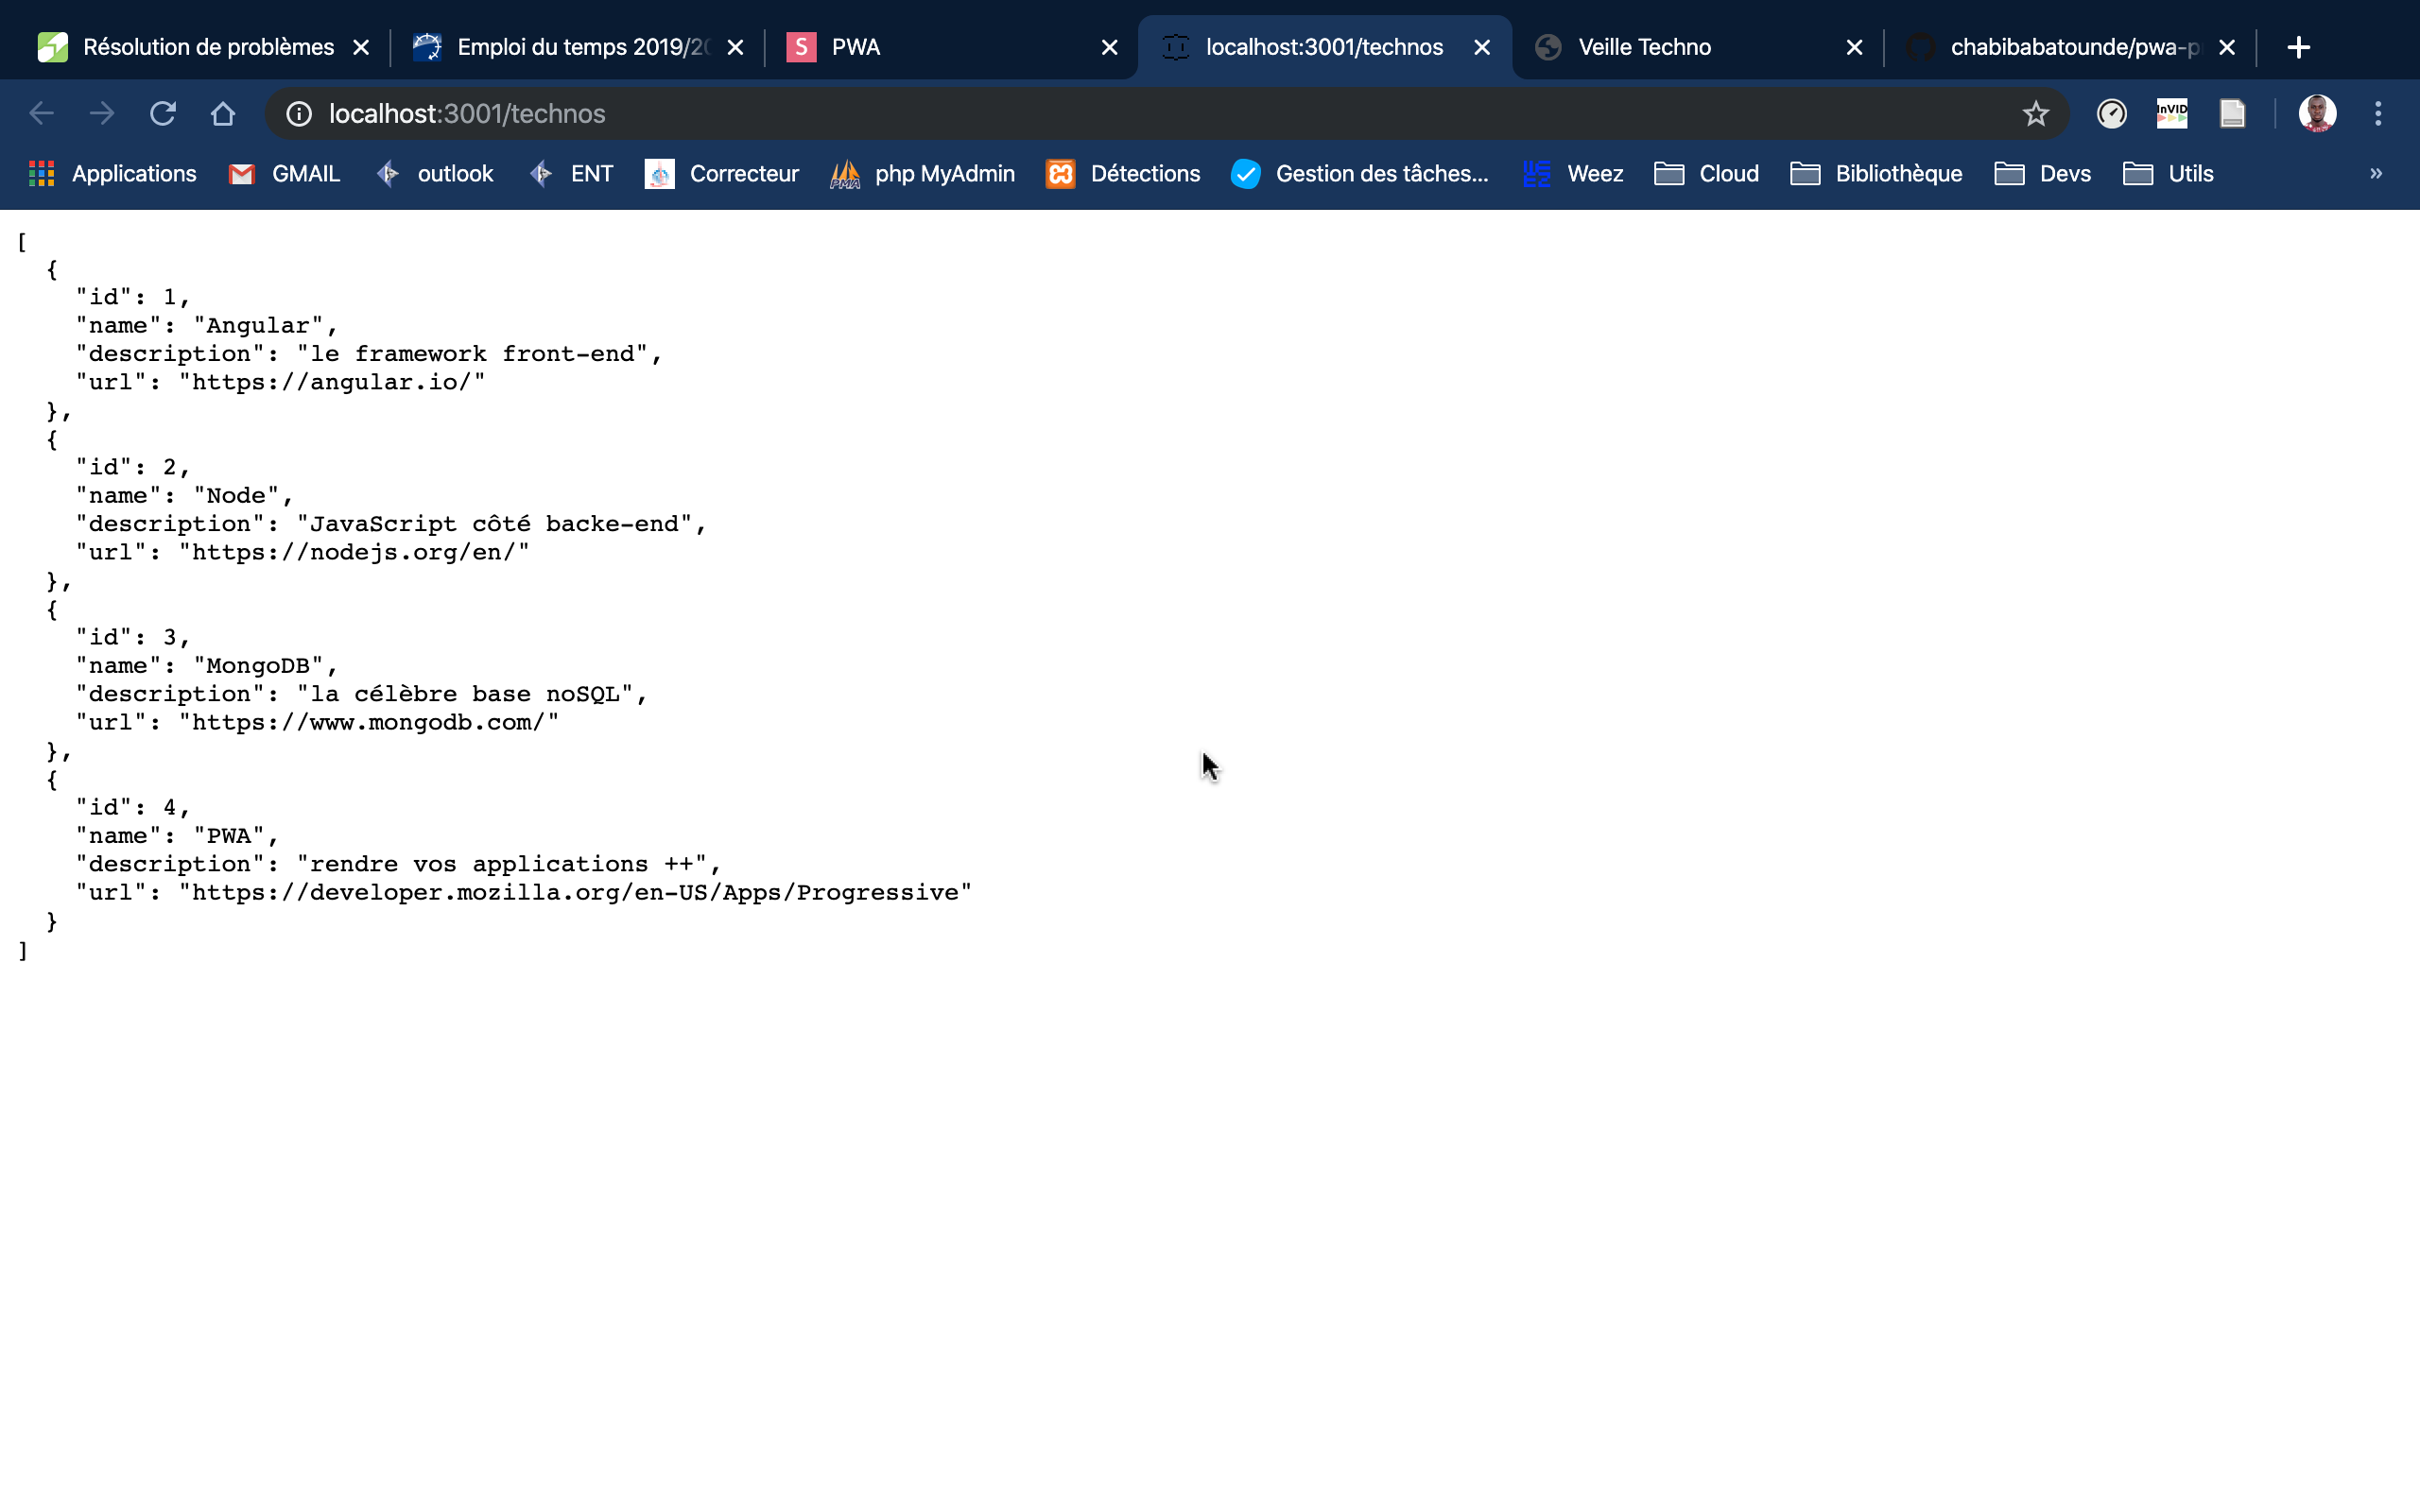 Résolution de problèmes
Emploi du temps 2019/20
S PWA
localhost:3001/technos
Veille Techno
chabibabatounde/pwa-p
localhost:3001/technos
InVID
Applications
GMAIL
outlook
ENT
Correcteur
PMA php MyAdmin
Détections
Gestion des tâches...
WEEZ Weez
Cloud
Bibliothèque
Devs
Utils
»
[
  {
    "id": 1,
    "name": "Angular",
    "description": "le framework front-end",
    "url": "https://angular.io/"
  },
  {
    "id": 2,
    "name": "Node",
    "description": "JavaScript côté backe-end",
    "url": "https://nodejs.org/en/"
  },
  {
    "id": 3,
    "name": "MongoDB",
    "description": "la célèbre base noSQL",
    "url": "https://www.mongodb.com/"
  },
  {
    "id": 4,
    "name": "PWA",
    "description": "rendre vos applications ++",
    "url": "https://developer.mozilla.org/en-US/Apps/Progressive"
  }
]